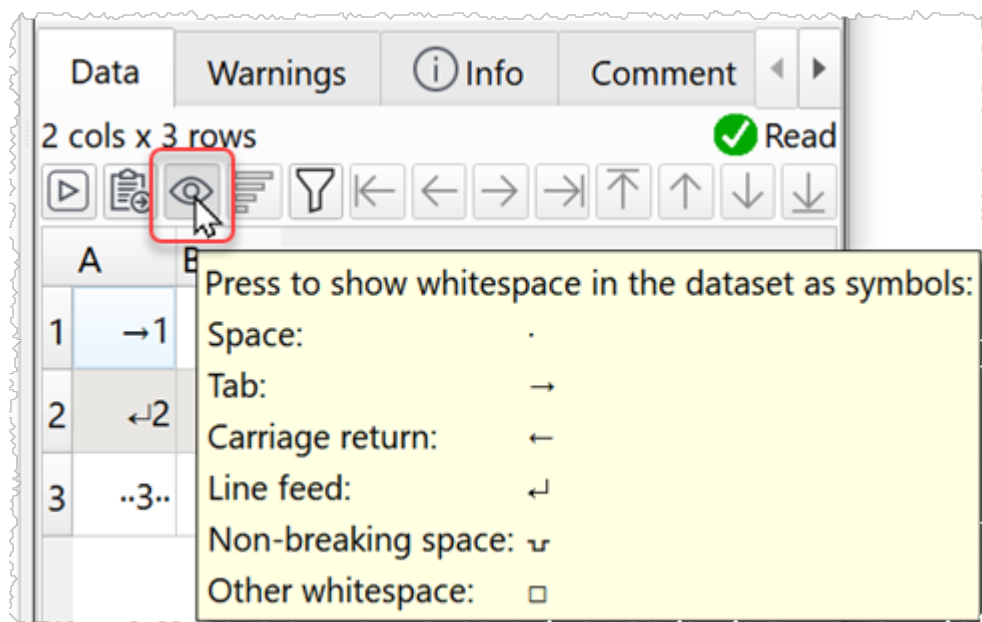 Data Warnings Info Comment
2 cols x 3 rows Read
A B
1 →1
2 ↵2
3 ··3··
Press to show whitespace in the dataset as symbols:
Space: ·
Tab: →
Carriage return: ←
Line feed: ↵
Non-breaking space: ⍽
Other whitespace: □